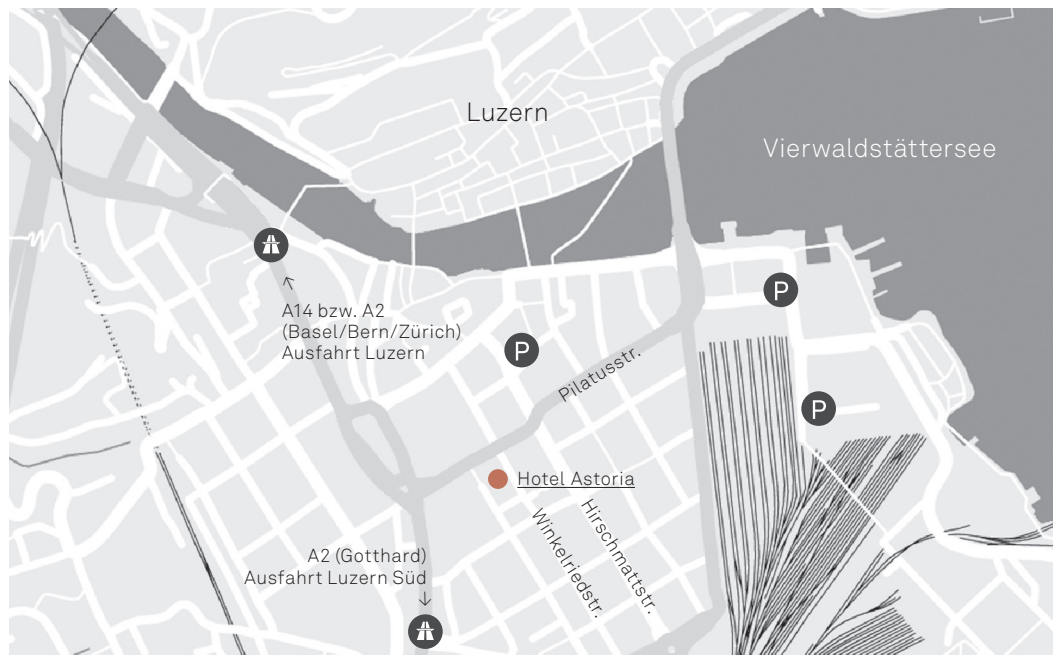 Luzern
Vierwaldstättersee
P
A14 bzw. A2
(Basel/Bern/Zürich)
Ausfahrt Luzern
P
Pilatusstr.
P
Hotel Astoria
Hirschmattstr.
Winkelriedstr.
A2 (Gotthard)
Ausfahrt Luzern Süd